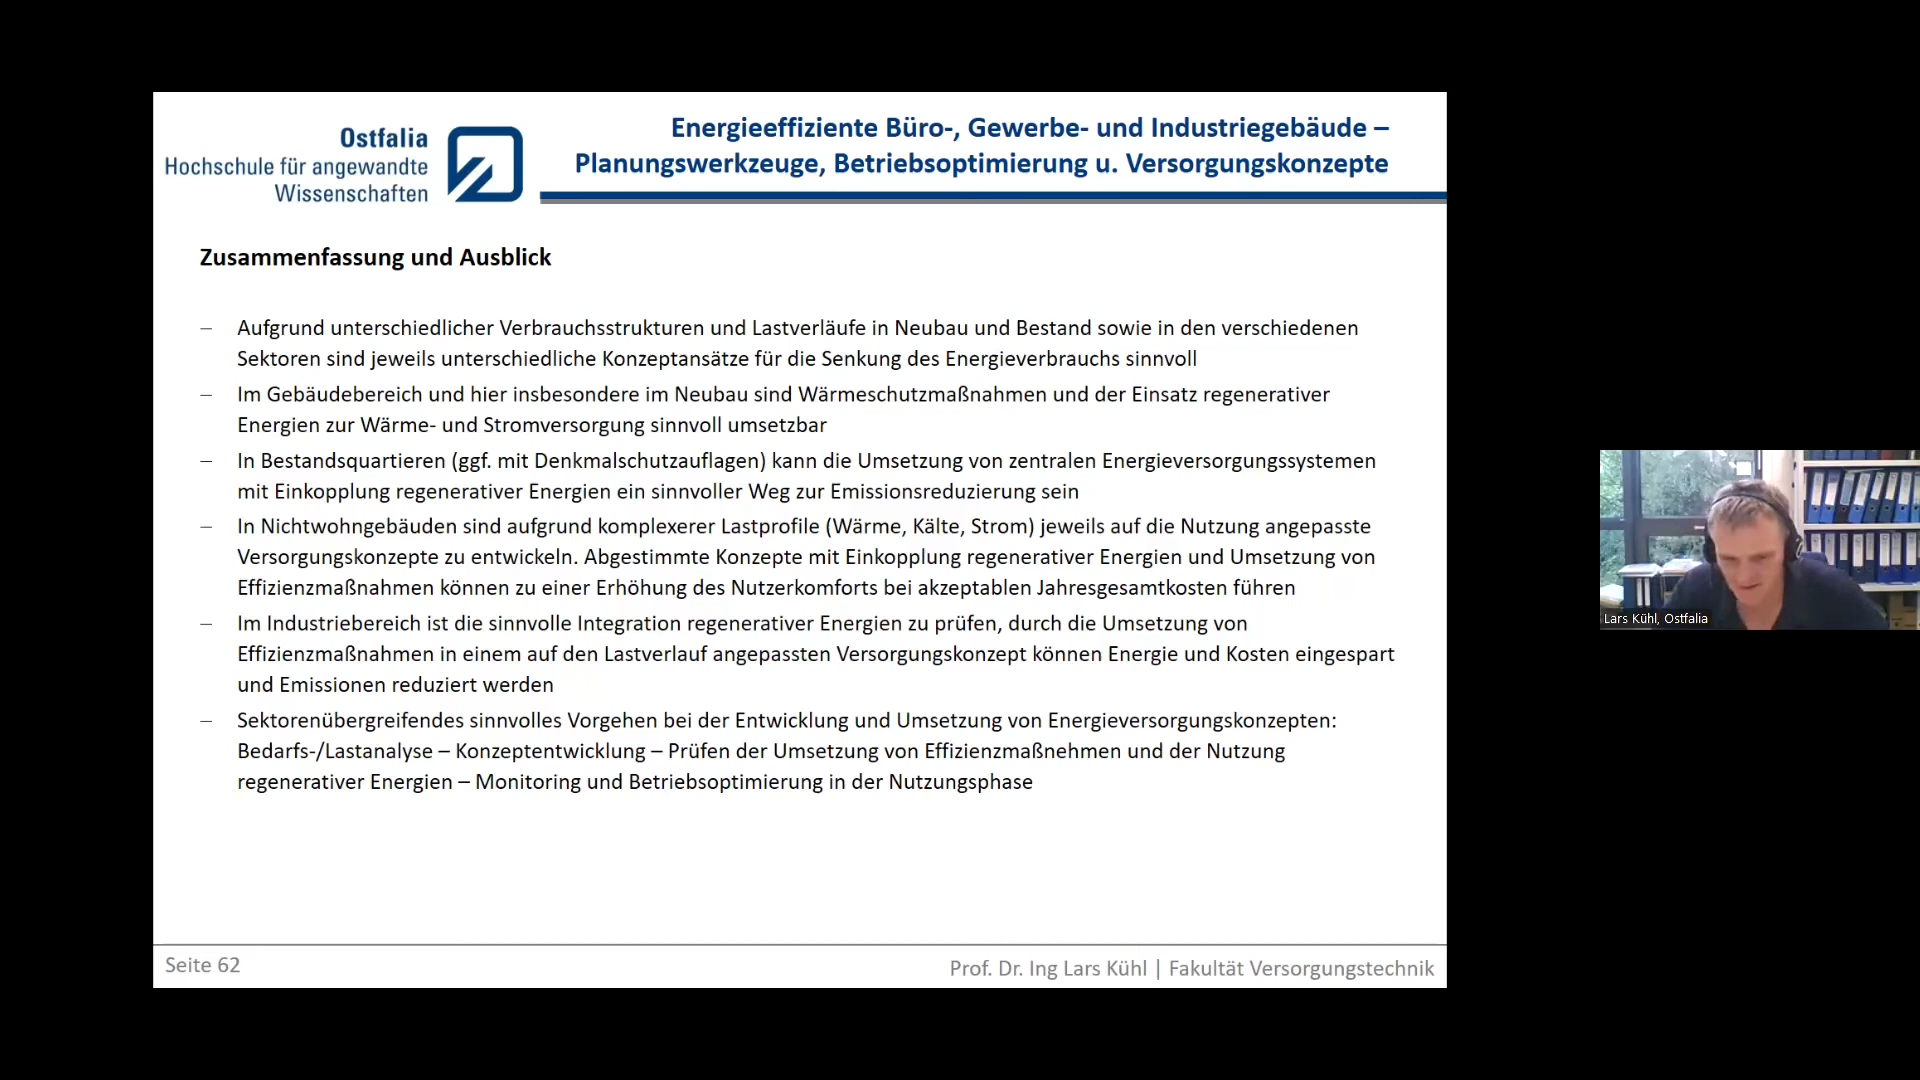 Ostfalia
Hochschule für angewandte
Wissenschaften
Energieeffiziente Büro-, Gewerbe- und Industriegebäude –
Planungswerkzeuge, Betriebsoptimierung u. Versorgungskonzepte
Zusammenfassung und Ausblick
– Aufgrund unterschiedlicher Verbrauchsstrukturen und Lastverläufe in Neubau und Bestand sowie in den verschiedenen
Sektoren sind jeweils unterschiedliche Konzeptansätze für die Senkung des Energieverbrauchs sinnvoll
– Im Gebäudebereich und hier insbesondere im Neubau sind Wärmeschutzmaßnahmen und der Einsatz regenerativer
Energien zur Wärme- und Stromversorgung sinnvoll umsetzbar
– In Bestandsquartieren (ggf. mit Denkmalschutzauflagen) kann die Umsetzung von zentralen Energieversorgungssystemen
mit Einkopplung regenerativer Energien ein sinnvoller Weg zur Emissionsreduzierung sein
– In Nichtwohngebäuden sind aufgrund komplexerer Lastprofile (Wärme, Kälte, Strom) jeweils auf die Nutzung angepasste
Versorgungskonzepte zu entwickeln. Abgestimmte Konzepte mit Einkopplung regenerativer Energien und Umsetzung von
Effizienzmaßnahmen können zu einer Erhöhung des Nutzerkomforts bei akzeptablen Jahresgesamtkosten führen
– Im Industriebereich ist die sinnvolle Integration regenerativer Energien zu prüfen, durch die Umsetzung von
Effizienzmaßnahmen in einem auf den Lastverlauf angepassten Versorgungskonzept können Energie und Kosten eingespart
und Emissionen reduziert werden
– Sektorenübergreifendes sinnvolles Vorgehen bei der Entwicklung und Umsetzung von Energieversorgungskonzepten:
Bedarfs-/Lastanalyse – Konzeptentwicklung – Prüfen der Umsetzung von Effizienzmaßnehmen und der Nutzung
regenerativer Energien – Monitoring und Betriebsoptimierung in der Nutzungsphase
Seite 62
Prof. Dr. Ing Lars Kühl | Fakultät Versorgungstechnik
Lars Kühl, Ostfalia